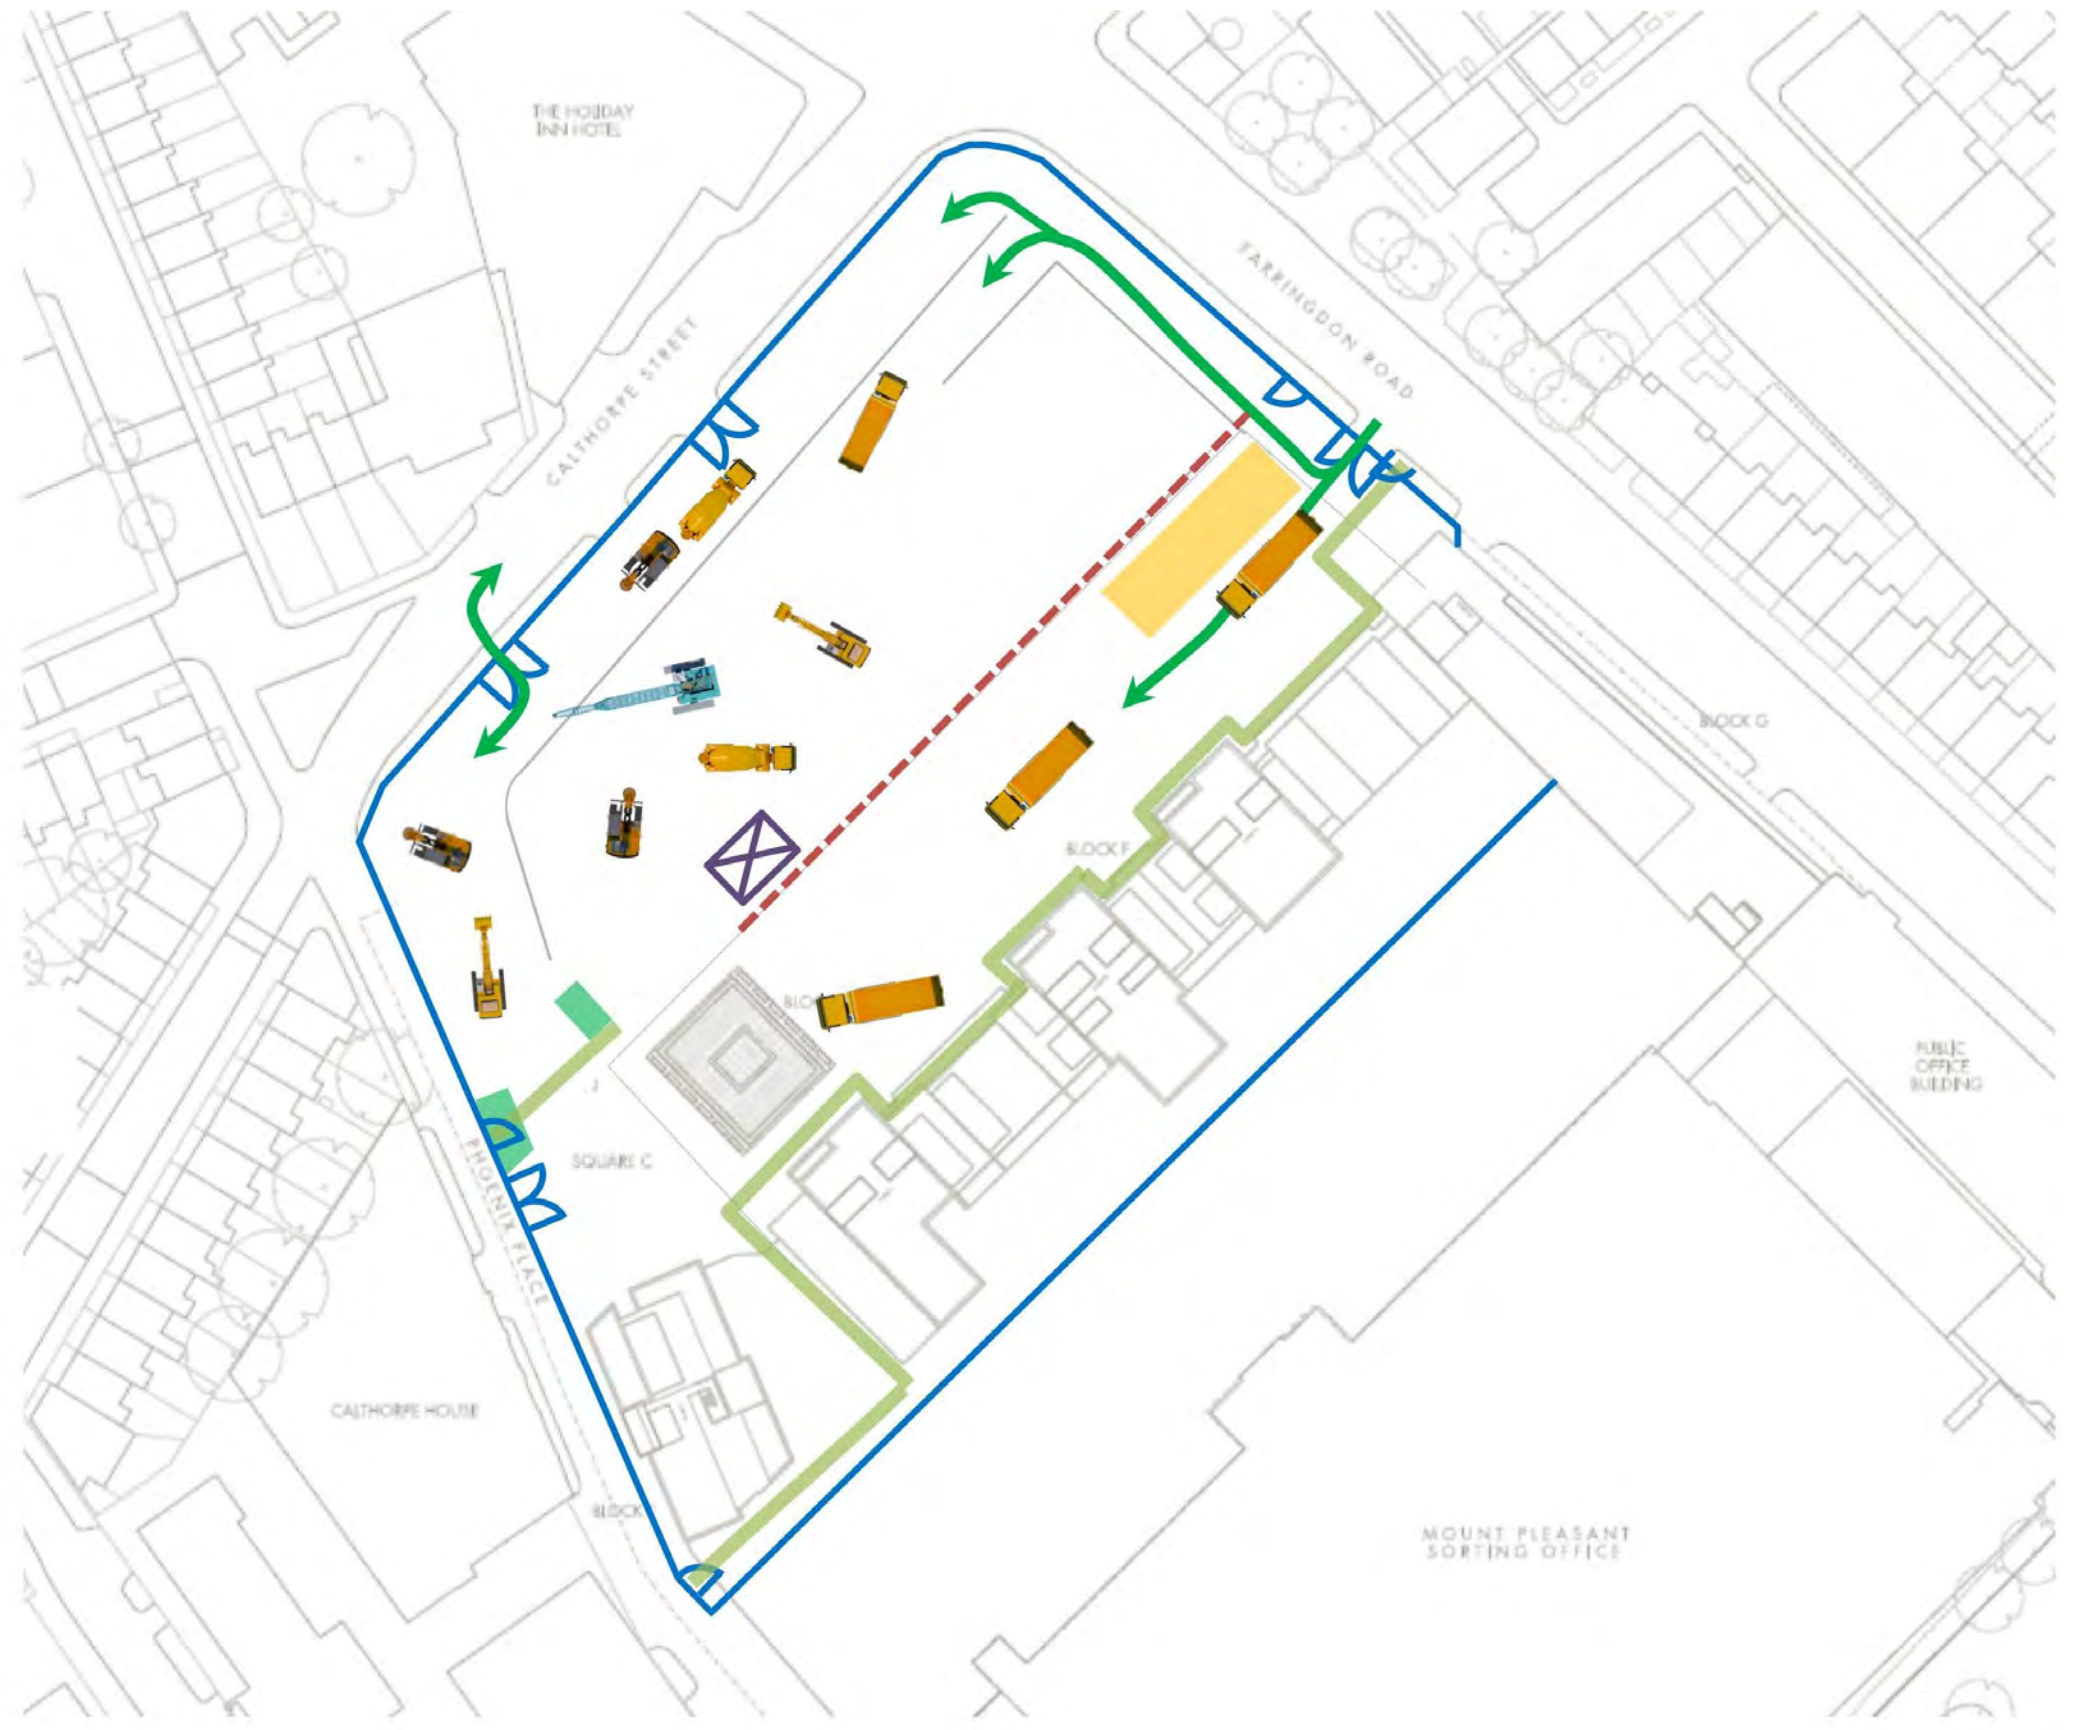 THE HOLIDAY
INN HOTEL
FARRINGDON ROAD
CALTHORPE STREET
BLOCK G
BLOCK F
BLO
PUBLIC
OFFICE
BUILDING
SQUARE C
PHOENIX PLACE
CALTHORPE HOUSE
BLOCK
MOUNT PLEASANT
SORTING OFFICE